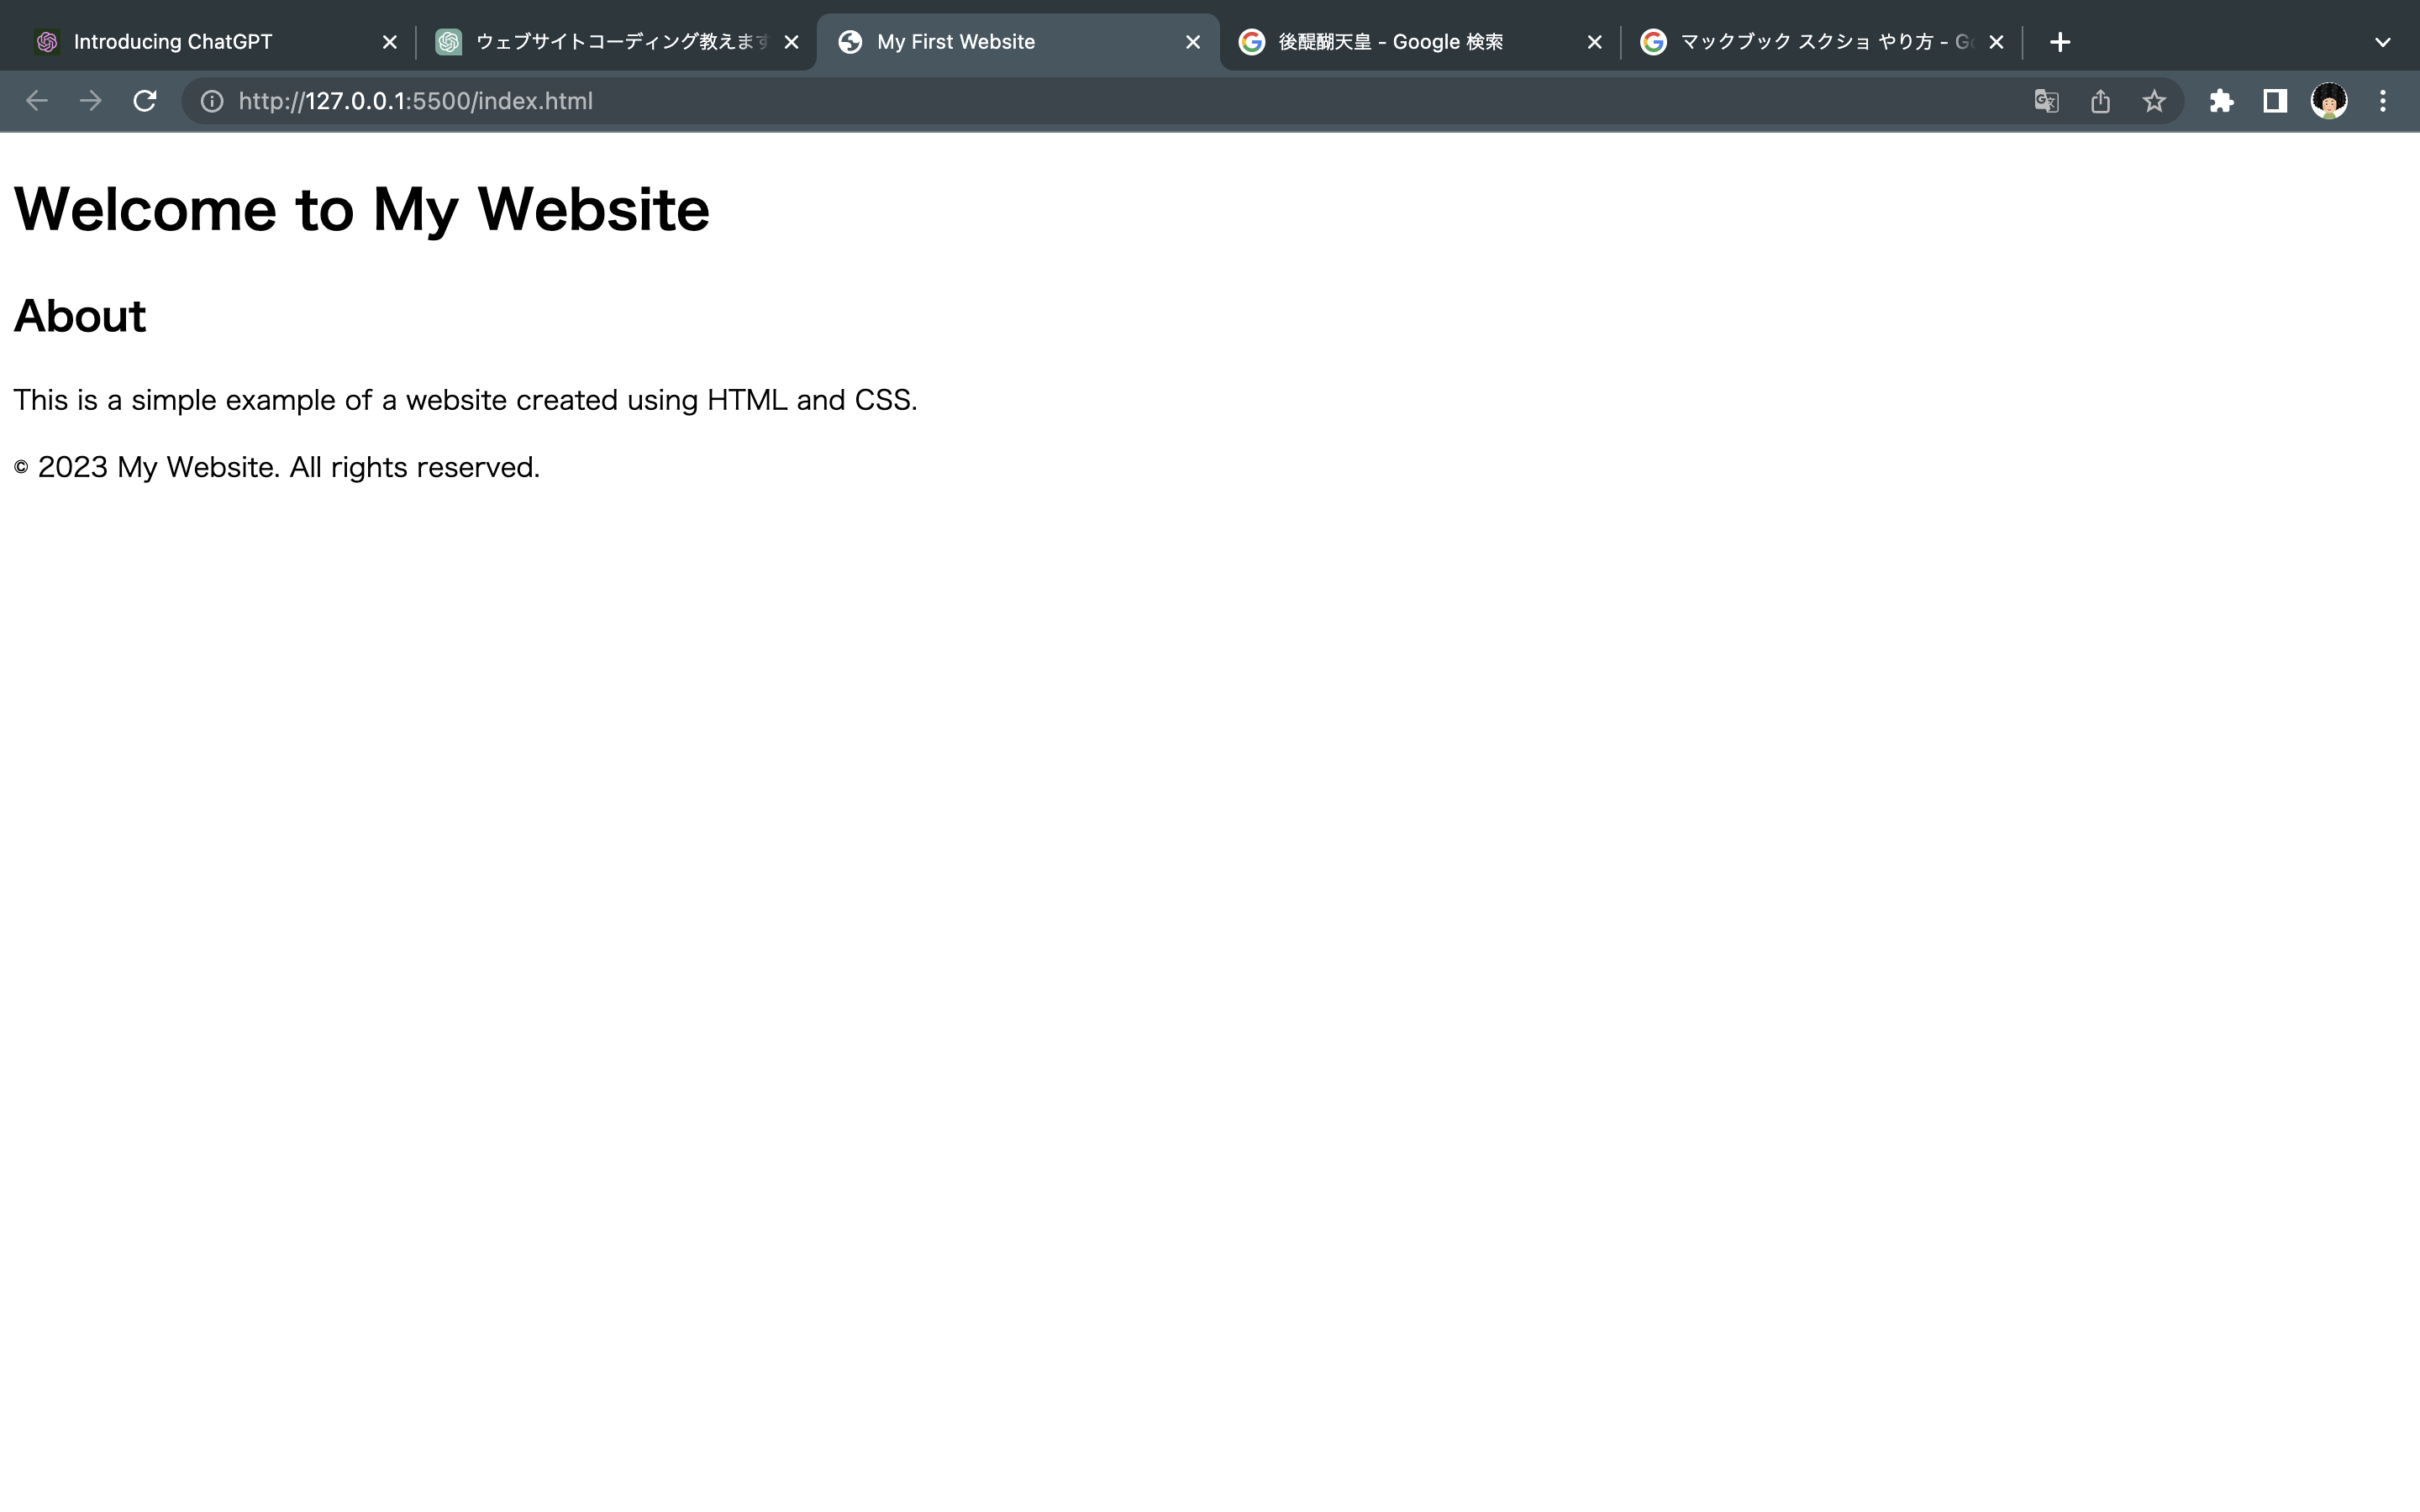 Introducing ChatGPT
ウェブサイトコーディング教えます
My First Website
後醍醐天皇 - Google 検索
マックブック スクショ やり方 - G
http://127.0.0.1:5500/index.html
Welcome to My Website
About
This is a simple example of a website created using HTML and CSS.
© 2023 My Website. All rights reserved.